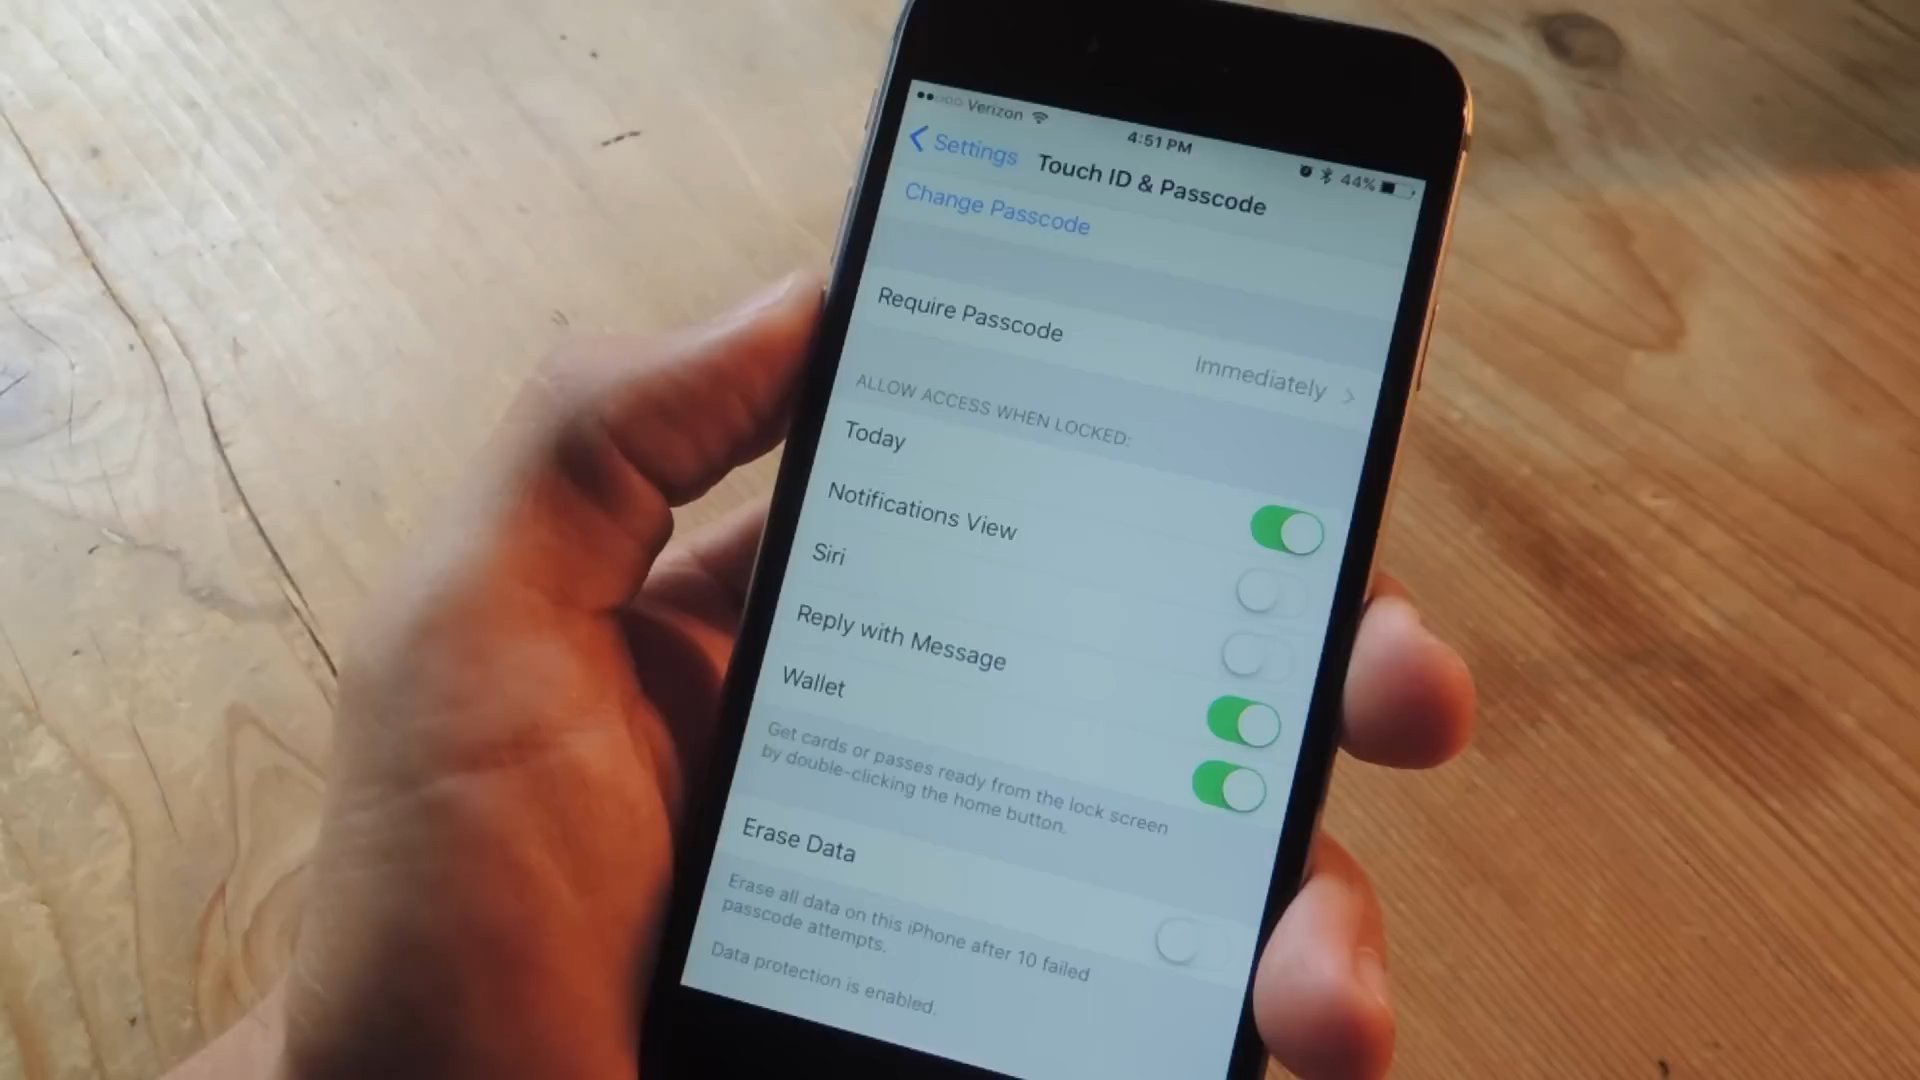 Verizon
4:51 PM
44%
Settings
Touch ID & Passcode
Change Passcode
Require Passcode
Immediately
ALLOW ACCESS WHEN LOCKED:
Today
Notifications View
Siri
Reply with Message
Wallet
Get cards or passes ready from the lock screen
by double-clicking the home button.
Erase Data
Erase all data on this iPhone after 10 failed
passcode attempts.
Data protection is enabled.